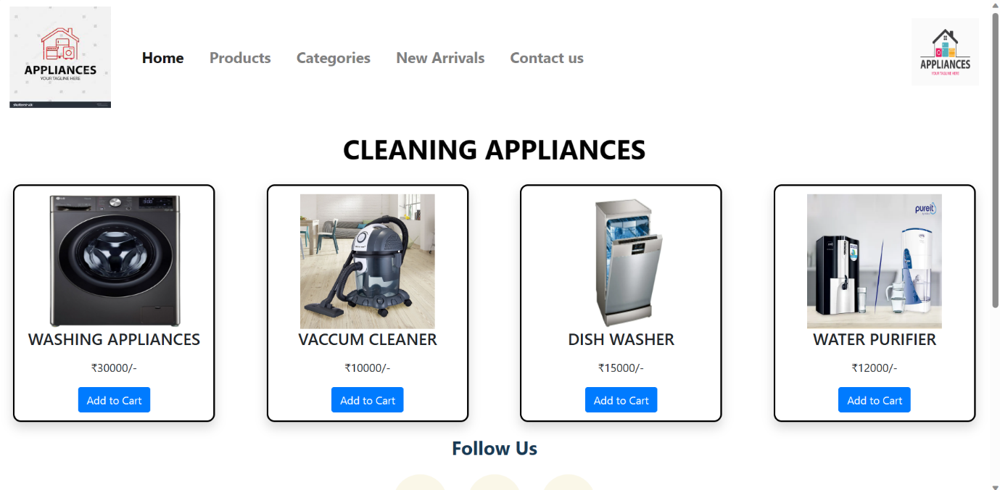 APPLIANCES
YOUR TAGLINE HERE
shutterstock
Home Products Categories New Arrivals Contact us
APPLIANCES
YOUR TAGLINE HERE
CLEANING APPLIANCES
LG
pureit
WASHING APPLIANCES
₹30000/-
Add to Cart
VACCUM CLEANER
₹10000/-
Add to Cart
DISH WASHER
₹15000/-
Add to Cart
WATER PURIFIER
₹12000/-
Add to Cart
Follow Us